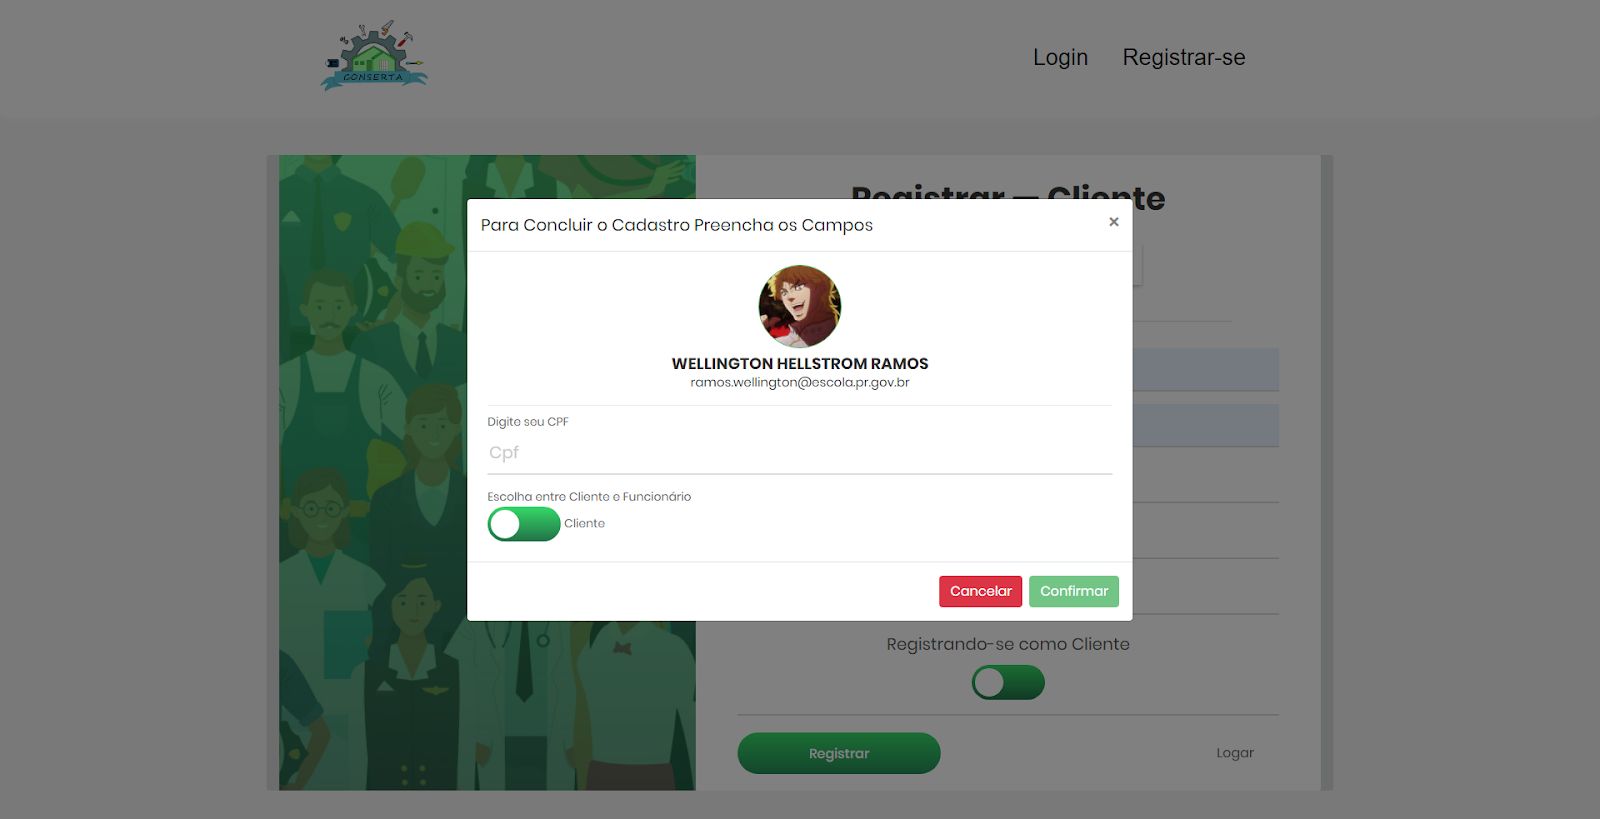 CONSERTA
Login
Registrar-se
Registrar — Cliente
Para Concluir o Cadastro Preencha os Campos
×
WELLINGTON HELLSTROM RAMOS
ramos.wellington@escola.pr.gov.br
Digite seu CPF
Cpf
Escolha entre Cliente e Funcionário
Cliente
Cancelar
Confirmar
Registrando-se como Cliente
Registrar
Logar